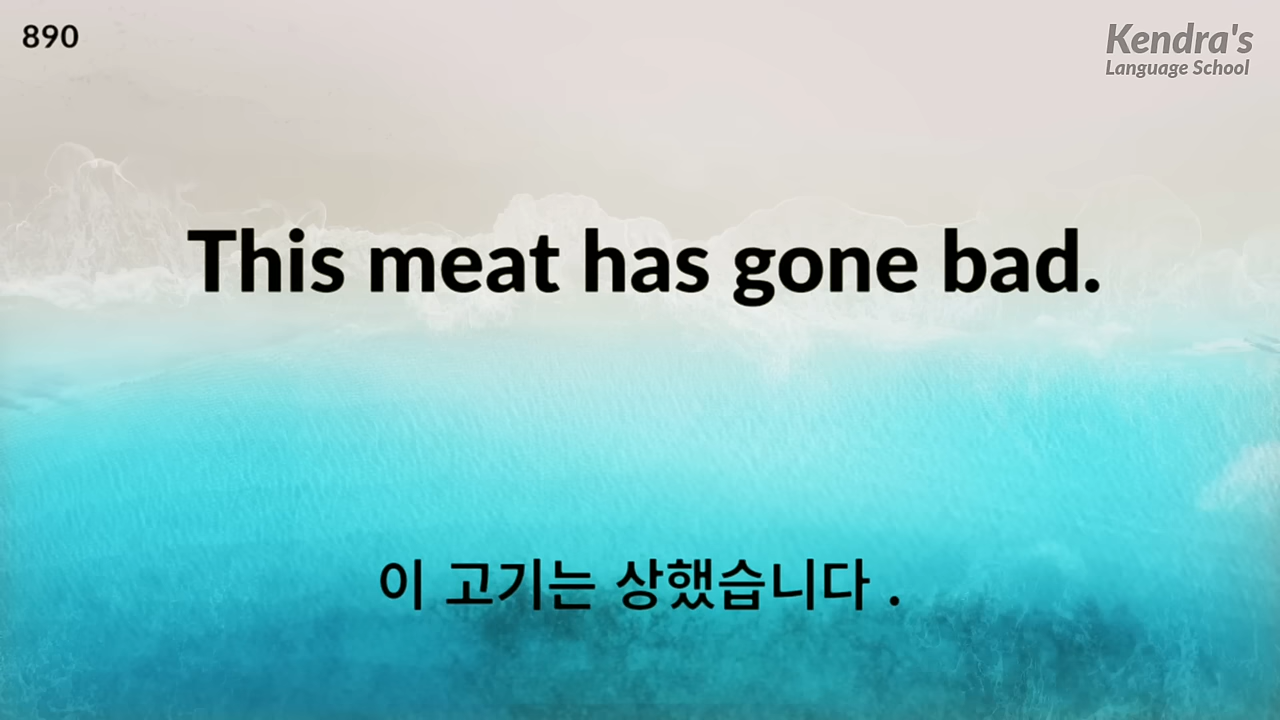 890
Kendra's
Language School
This meat has gone bad.
이 고기는 상했습니다 .